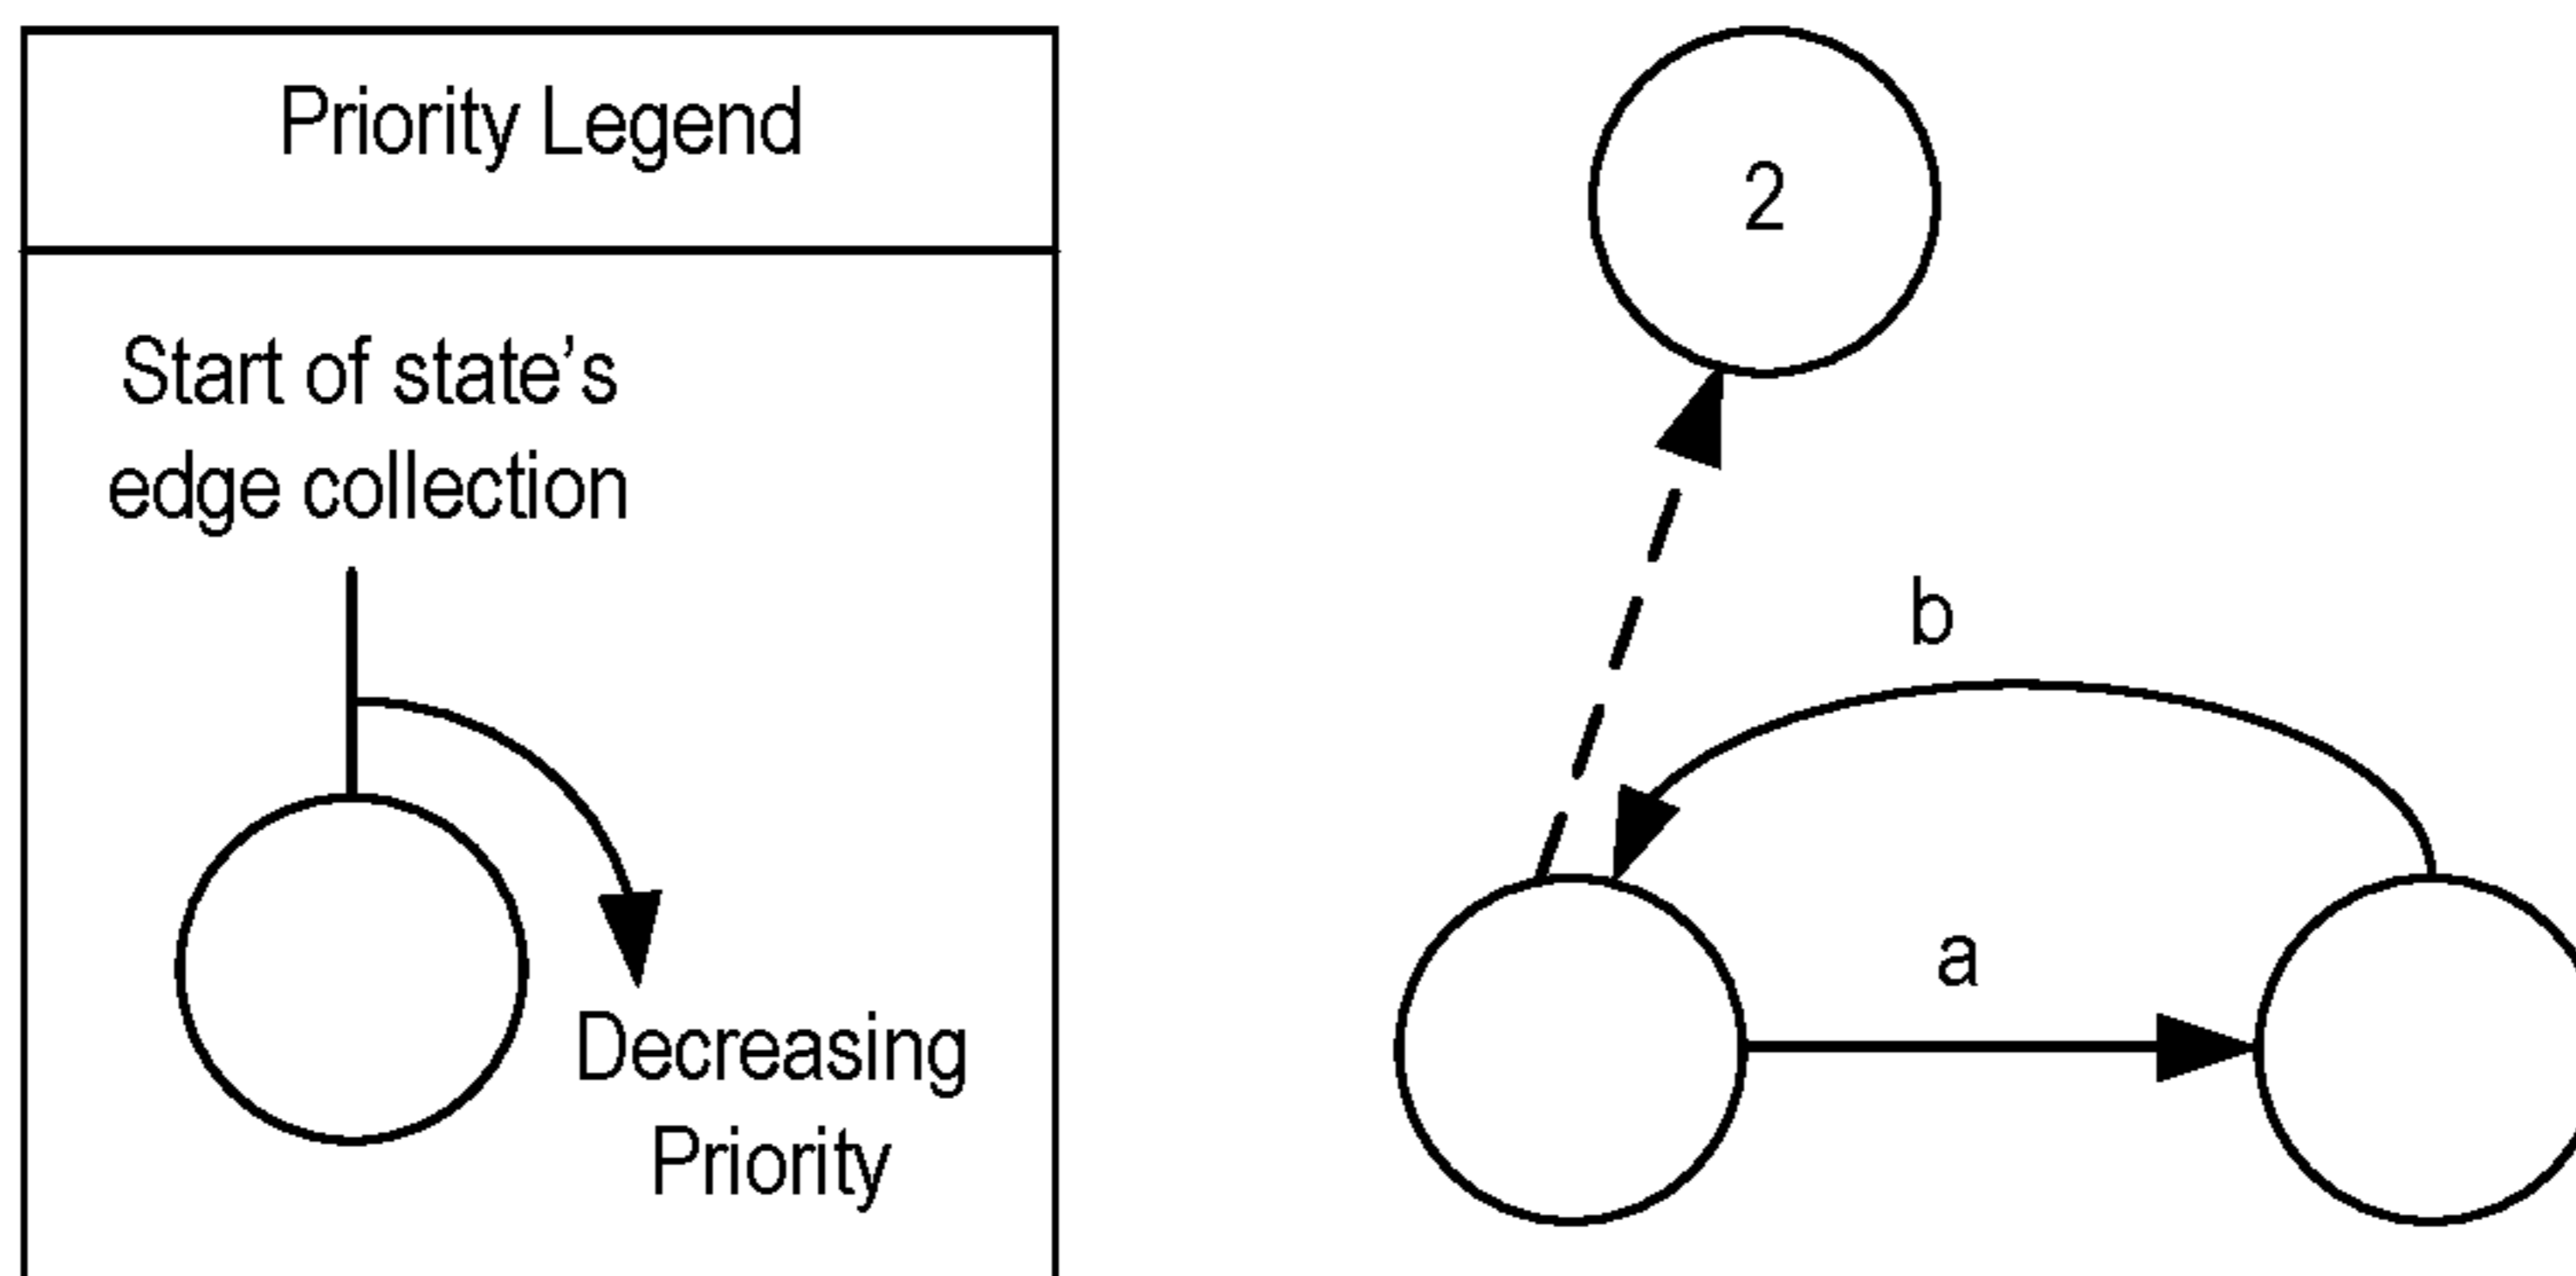 Priority Legend
Start of state’s
edge collection
Decreasing
Priority
2
b
a